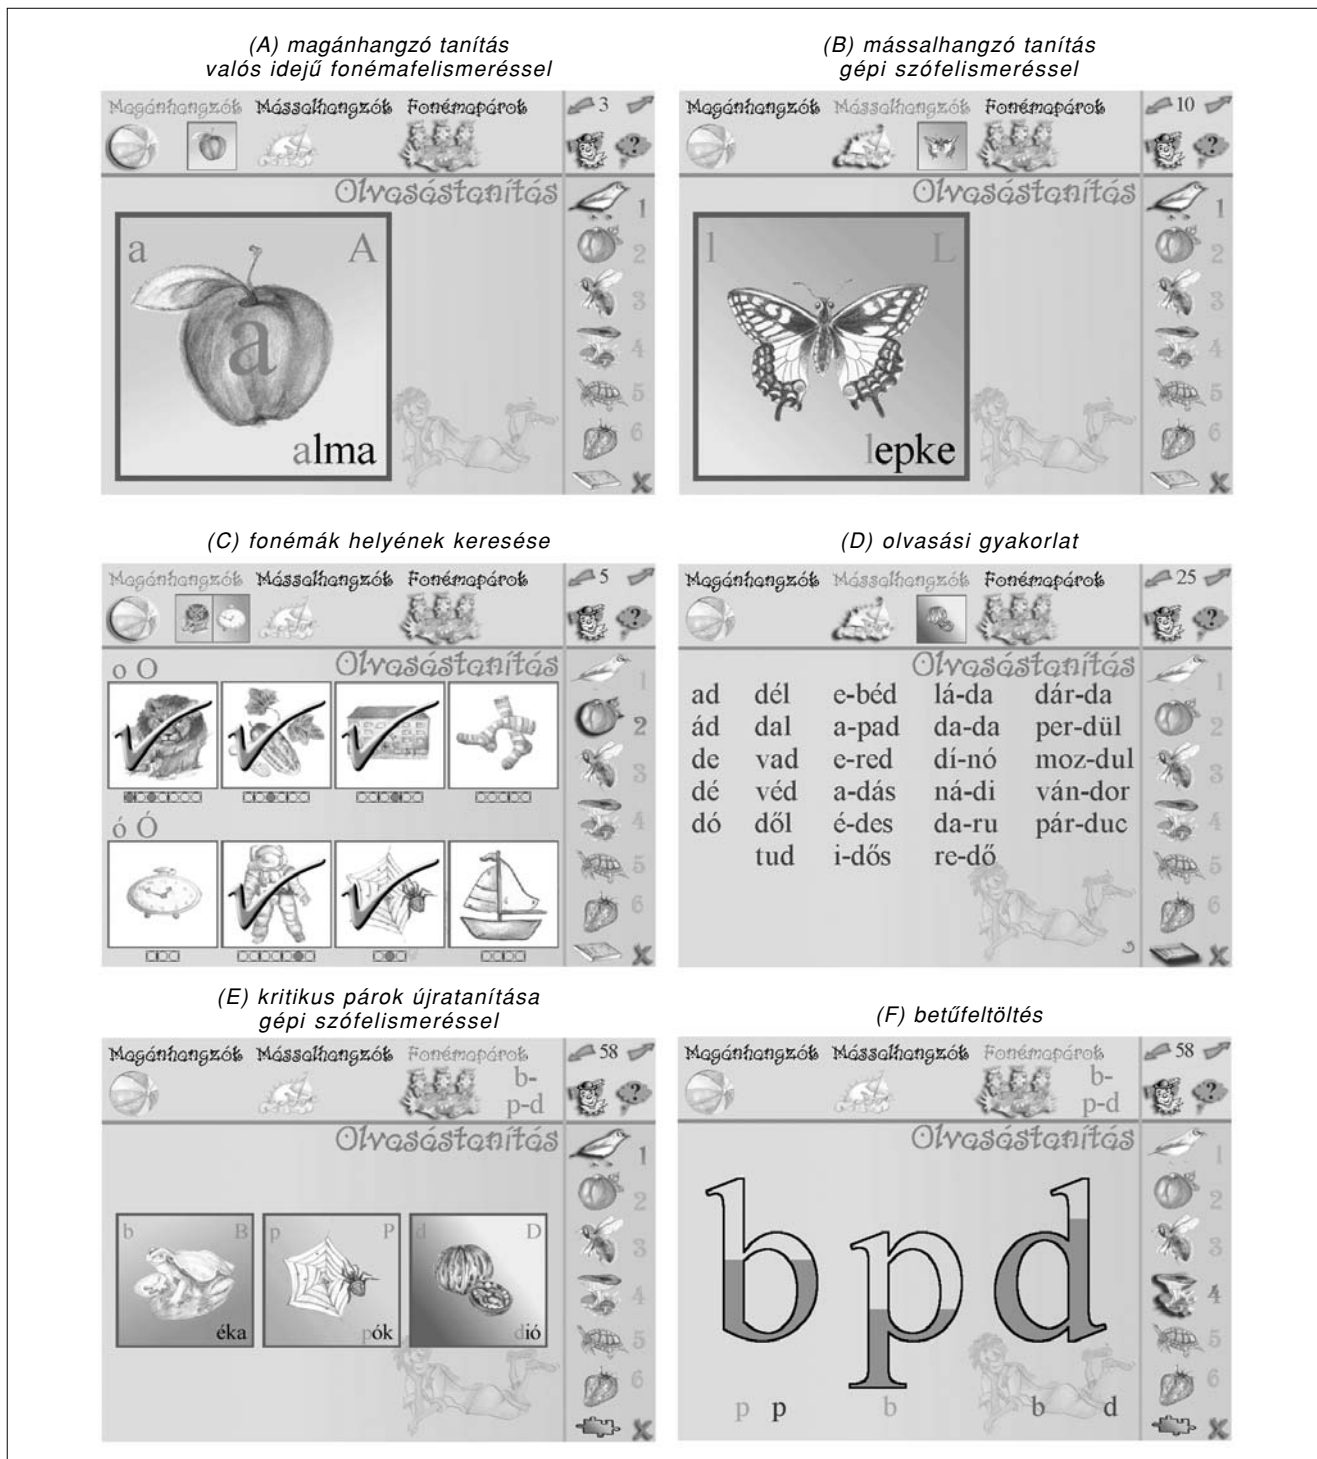 (A) magánhangzó tanítás
valós idejű fonémafelismeréssel
Magánhangzók Mássalhangzók Fonémapárok
3
?
Olvasástanítás
1
a A
2
3
a
4
5
6
alma
(B) mássalhangzó tanítás
gépi szófelismeréssel
Magánhangzók Mássalhangzók Fonémapárok
10
?
Olvasástanítás
1
l L
2
3
4
5
6
lepke
(C) fonémák helyének keresése
Magánhangzók Mássalhangzók Fonémapárok
5
?
Olvasástanítás
o O
1
2
3
ó Ó
4
5
6
(D) olvasási gyakorlat
Magánhangzók Mássalhangzók Fonémapárok
25
?
Olvasástanítás
ad dél e-béd lá-da dár-da
ád dal a-pad da-da per-dül
de vad e-red dí-nó moz-dul
dé véd a-dás ná-di ván-dor
dó dől é-des da-ru pár-duc
tud i-dős re-dő
1
2
3
4
5
6
(E) kritikus párok újratanítása
gépi szófelismeréssel
Magánhangzók Mássalhangzók Fonémapárok
58
b-
p-d
?
Olvasástanítás
1
2
b B p P d D
3
4
éka pók dió
5
6
(F) betűfeltöltés
Magánhangzók Mássalhangzók Fonémapárok
58
b-
p-d
?
Olvasástanítás
1
2
3
b p d
4
5
6
p p b b d